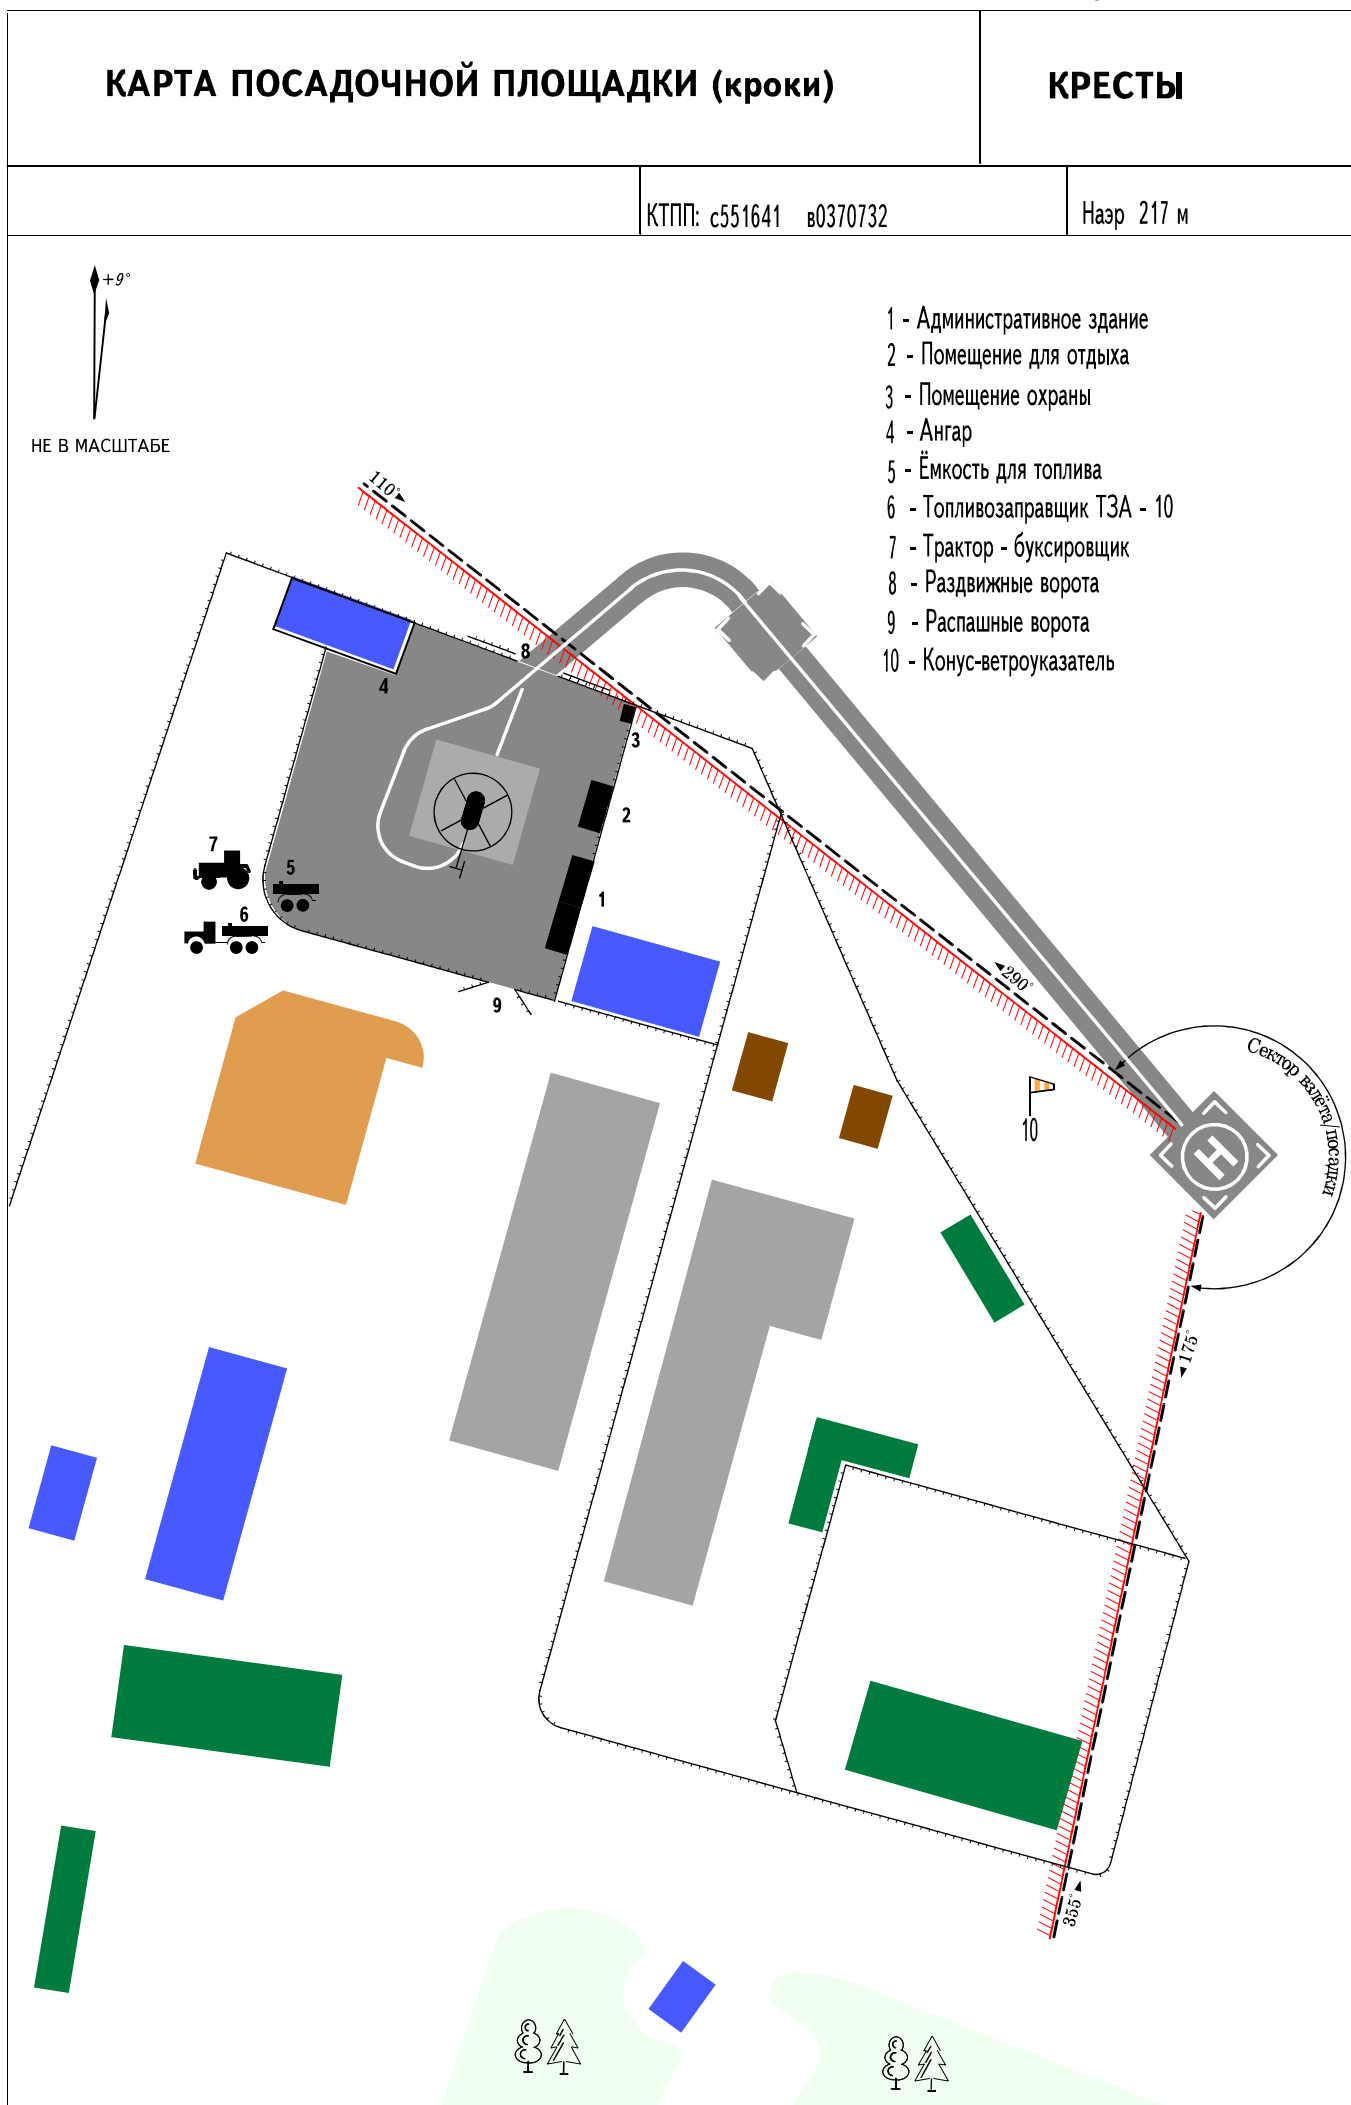 КАРТА ПОСАДОЧНОЙ ПЛОЩАДКИ (кроки)
КРЕСТЫ
КТПП: с551641 в0370732
Наэр 217 м
+9°
НЕ В МАСШТАБЕ
1 - Административное здание
2 - Помещение для отдыха
3 - Помещение охраны
4 - Ангар
5 - Ёмкость для топлива
6 - Топливозаправщик ТЗА - 10
7 - Трактор - буксировщик
8 - Раздвижные ворота
9 - Распашные ворота
10 - Конус-ветроуказатель
110°
8
4
3
2
7
5
1
6
9
290°
Сектор взлёта/посадки
10
H
175°
355°